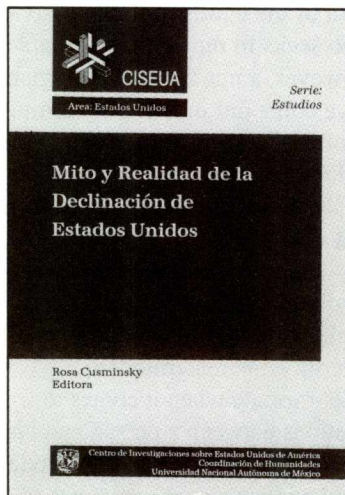 CISEUA
Area: Estados Unidos
Serie:
Estudios
Mito y Realidad de la
Declinación de
Estados Unidos
Rosa Cusminsky
Editora
Centro de Investigaciones sobre Estados Unidos de América
Coordinación de Humanidades
Universidad Nacional Autónoma de México